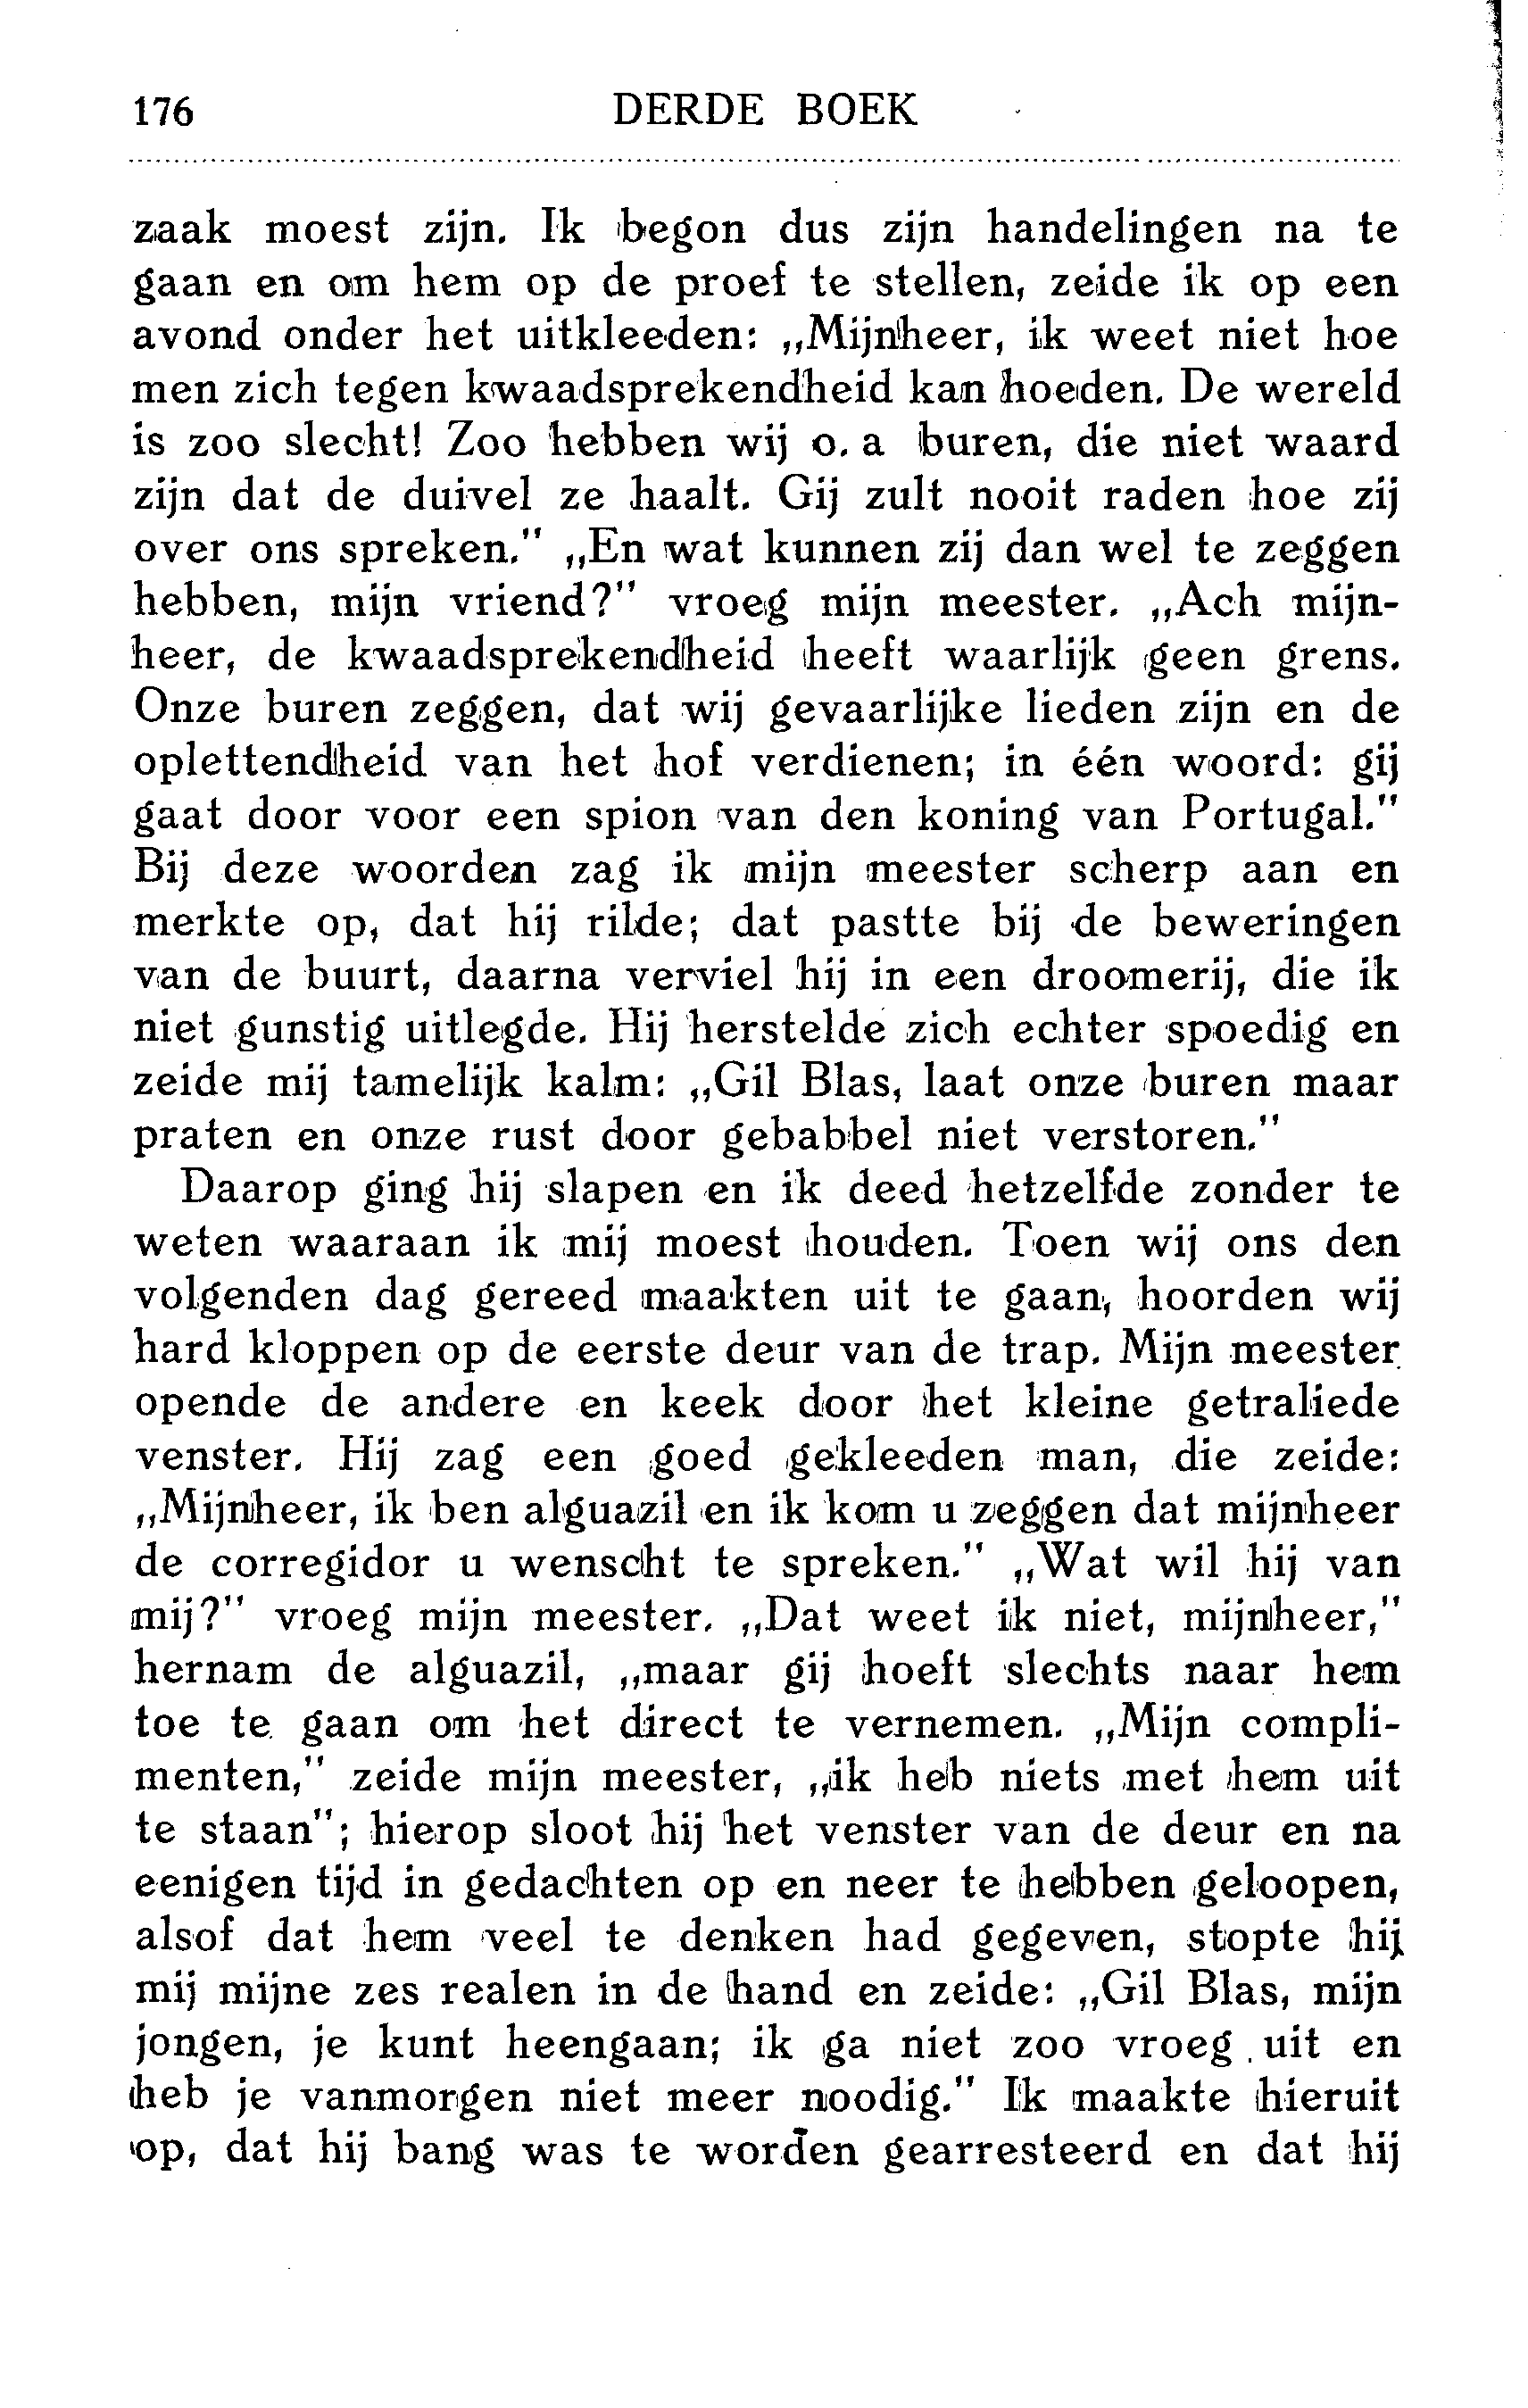 176 DERDE BOEK
zaak moest zijn. Ik begon dus zijn handelingen na te
gaan en om hem op de proef te stellen, zeide ik op een
avond onder het uitkleeden: „Mijnheer, ik weet niet hoe
men zich tegen kwaadsprekendheid kan hoeden. De wereld
is zoo slecht! Zoo hebben wij o. a buren, die niet waard
zijn dat de duivel ze haalt. Gij zult nooit raden hoe zij
over ons spreken." „En wat kunnen zij dan wel te zeggen
hebben, mijn vriend?" vroeg mijn meester. „Ach mijn-
heer, de kwaadsprekendheid heeft waarlijk geen grens.
Onze buren zeggen, dat wij gevaarlijke lieden zijn en de
oplettendheid van het hof verdienen; in één woord: gij
gaat door voor een spion van den koning van Portugal."
Bij deze woorden zag ik mijn meester scherp aan en
merkte op, dat hij rilde; dat pastte bij de beweringen
van de buurt, daarna verviel hij in een droomerij, die ik
niet gunstig uitlegde. Hij herstelde zich echter spoedig en
zeide mij tamelijk kalm: „Gil Blas, laat onze buren maar
praten en onze rust door gebabbel niet verstoren."
Daarop ging hij slapen en ik deed hetzelfde zonder te
weten waaraan ik mij moest houden. Toen wij ons den
volgenden dag gereed maakten uit te gaan, hoorden wij
hard kloppen op de eerste deur van de trap. Mijn meester
opende de andere en keek door het kleine getraliede
venster. Hij zag een goed gekleeden man, die zeide:
„Mijnheer, ik ben alguazil en ik kom u zeggen dat mijnheer
de corregidor u wenscht te spreken." „Wat wil hij van
mij?" vroeg mijn meester. „Dat weet ik niet, mijnheer,"
hernam de alguazil, „maar gij hoeft slechts naar hem
toe te gaan om het direct te vernemen. „Mijn compli-
menten," zeide mijn meester, „ik heb niets met hem uit
te staan"; hierop sloot hij het venster van de deur en na
eenigen tijd in gedachten op en neer te hebben geloopen,
alsof dat hem veel te denken had gegeven, stopte hij
mij mijne zes realen in de hand en zeide: „Gil Blas, mijn
jongen, je kunt heengaan; ik ga niet zoo vroeg uit en
heb je vanmorgen niet meer noodig." Ik maakte hieruit
op, dat hij bang was te worden gearresteerd en dat hij